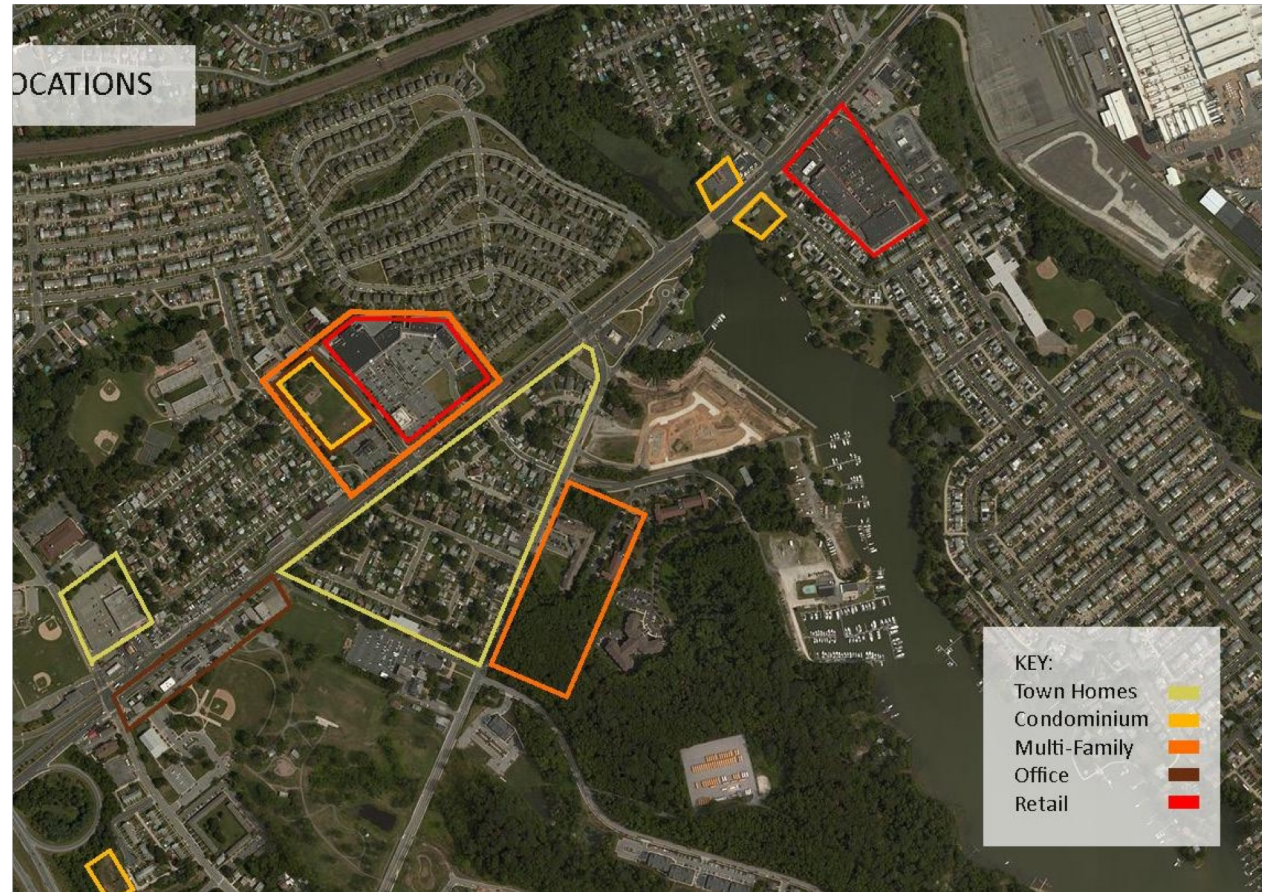 OCATIONS
KEY:
Town Homes
Condominium
Multi-Family
Office
Retail